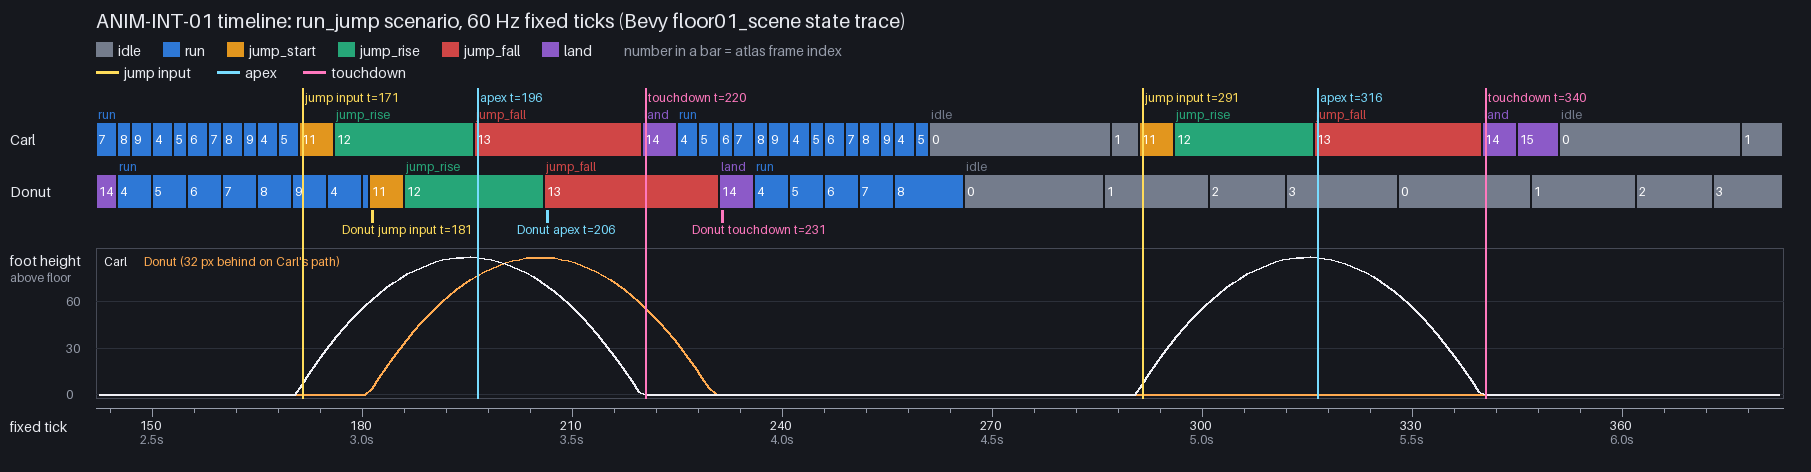 ANIM-INT-01 timeline: run_jump scenario, 60 Hz fixed ticks (Bevy floor01_scene state trace)
idle run jump_start jump_rise jump_fall land number in a bar = atlas frame index
jump input apex touchdown
jump input t=171 apex t=196 touchdown t=220 jump input t=291 apex t=316 touchdown t=340
run jump_rise ump_fall and run idle jump_rise ump_fall and idle
Carl 7 8 9 4 5 6 7 8 9 4 5 11 12 13 14 4 5 6 7 8 9 4 5 6 7 8 9 4 5 0 1 11 12 13 14 15 0 1
run jump_rise jump_fall land run idle
Donut 14 4 5 6 7 8 9 4 11 12 13 14 4 5 6 7 8 0 1 2 3 0 1 2 3
Donut jump input t=181 Donut apex t=206 Donut touchdown t=231
foot height Carl Donut (32 px behind on Carl's path)
above floor
60
30
0
fixed tick 150 180 210 240 270 300 330 360
2.5s 3.0s 3.5s 4.0s 4.5s 5.0s 5.5s 6.0s